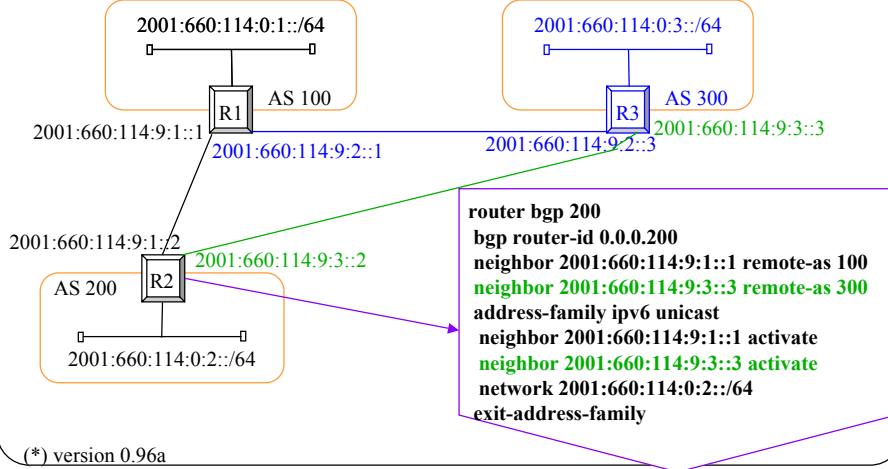 2001:660:114:0:1::/64
2001:660:114:0:3::/64
R1
AS 100
R3
AS 300
2001:660:114:9:1::1
2001:660:114:9:2::1
2001:660:114:9:2::3
2001:660:114:9:3::3
2001:660:114:9:1::2
R2
2001:660:114:9:3::2
AS 200
2001:660:114:0:2::/64
router bgp 200
bgp router-id 0.0.0.200
neighbor 2001:660:114:9:1::1 remote-as 100
neighbor 2001:660:114:9:3::3 remote-as 300
address-family ipv6 unicast
neighbor 2001:660:114:9:1::1 activate
neighbor 2001:660:114:9:3::3 activate
network 2001:660:114:0:2::/64
exit-address-family
(*) version 0.96a